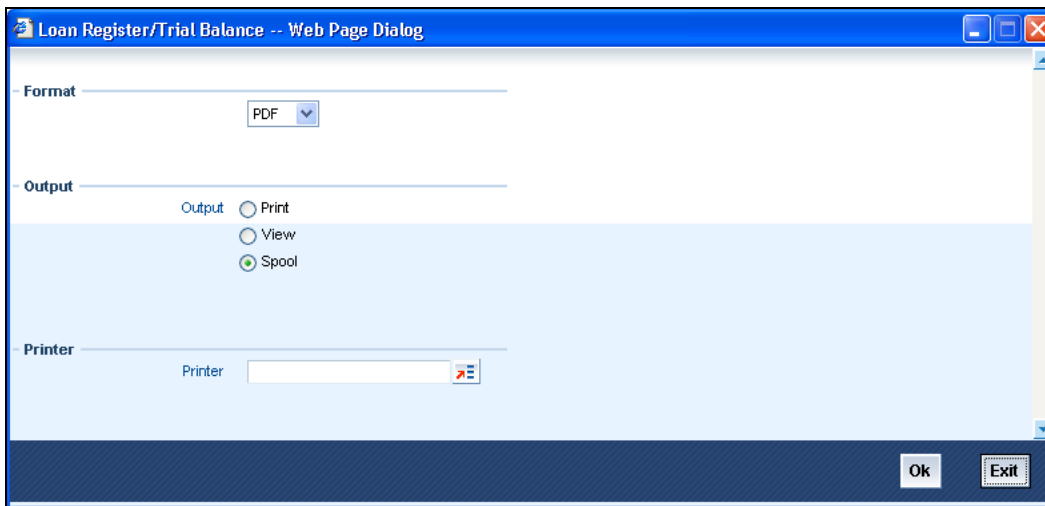 Loan Register/Trial Balance -- Web Page Dialog
Format
PDF
Output
Output Print
View
Spool
Printer
Printer
Ok Exit